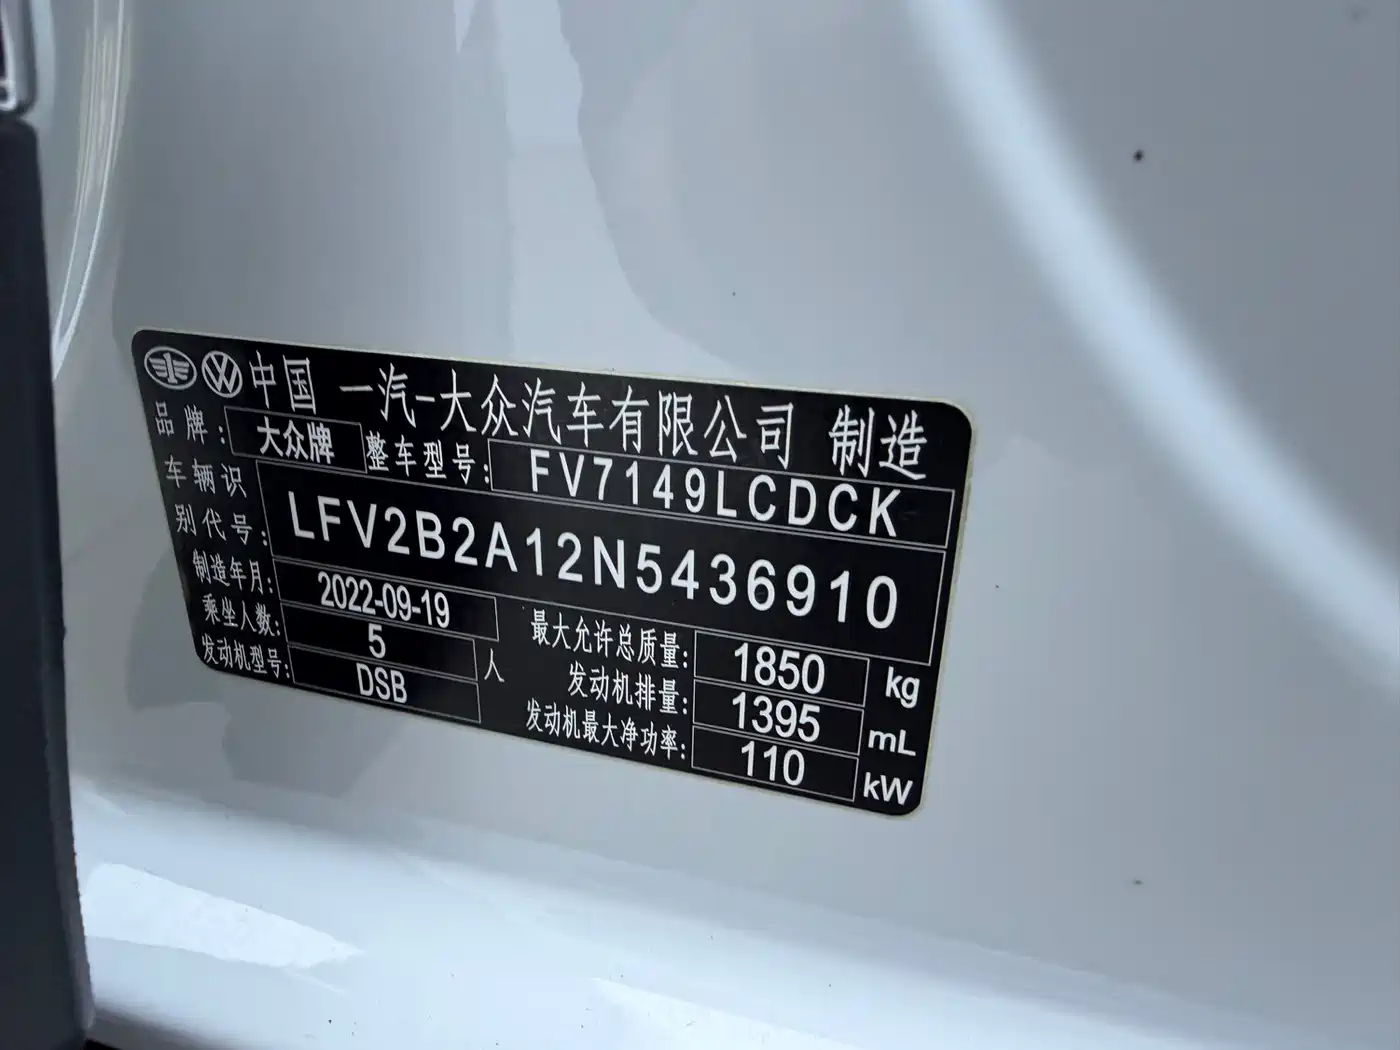 中国 一汽-大众汽车有限公司 制造
品牌: 大众牌 整车型号: FV7149LCDCK
车辆识别代号: LFV2B2A12N5436910
制造年月: 2022-09-19 最大允许总质量: 1850 kg
乘坐人数: 5 人 发动机排量: 1395 mL
发动机型号: DSB 发动机最大净功率: 110 kW